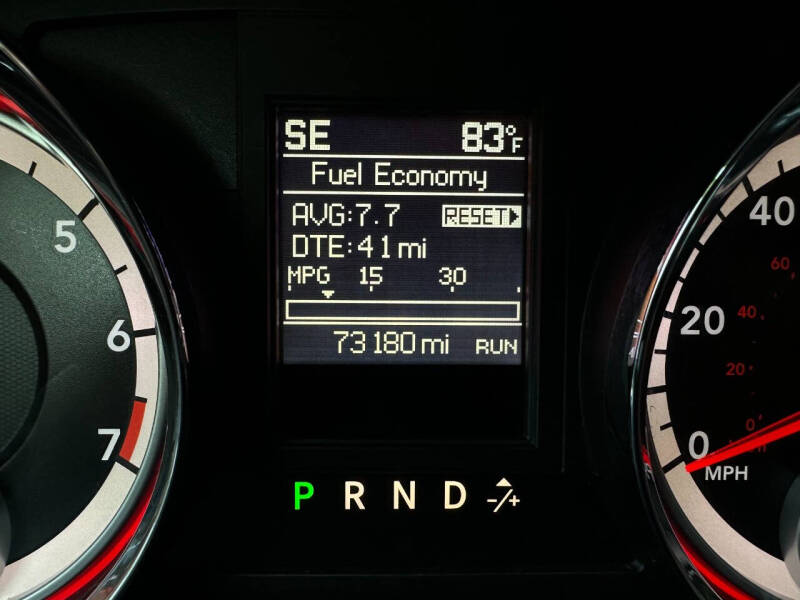 SE 83°F
Fuel Economy
AVG:7.7 RESET
DTE:41mi
MPG 15 30
73180mi RUN
P R N D -/+
5
6
7
40
20
0
MPH
60
40
20
0